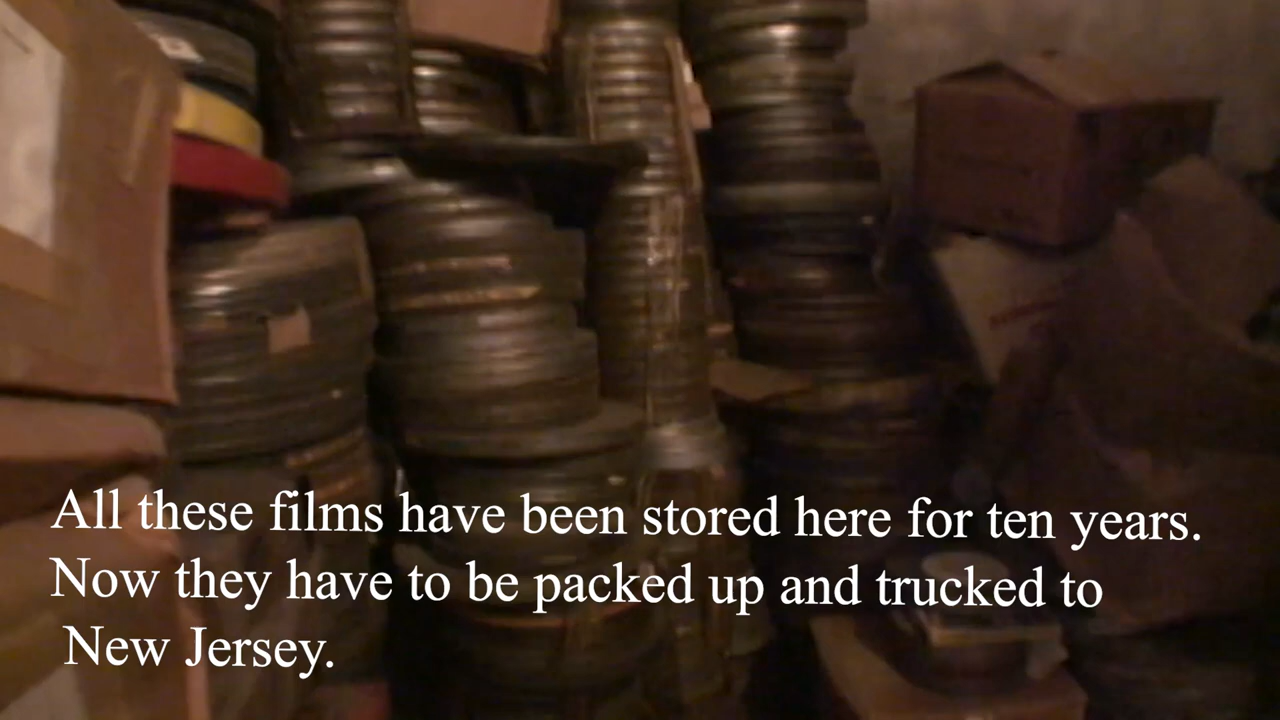 All these films have been stored here for ten years.
Now they have to be packed up and trucked to
New Jersey.